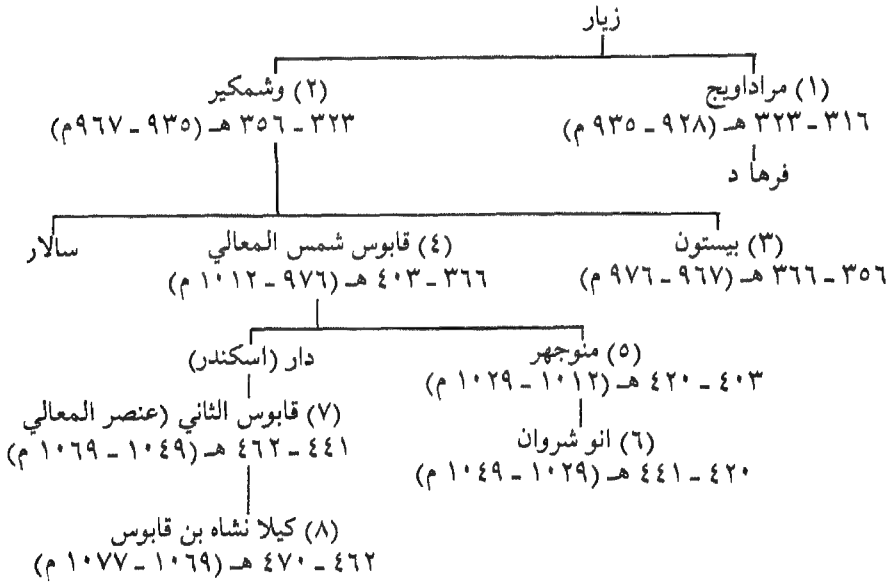 زيار
(١) مراداويج
٣١٦ - ٣٢٣ هـ (٩٢٨ - ٩٣٥ م)
(٢) وشمكير
٣٢٣ - ٣٥٦ هـ (٩٣٥ - ٩٦٧م)
فرها د
(٣) بيستون
٣٥٦ - ٣٦٦ هـ (٩٦٧ - ٩٧٦ م)
(٤) قابوس شمس المعالي
٣٦٦ - ٤٠٣ هـ (٩٧٦ - ١٠١٢ م)
سالار
(٥) منوجهر
٤٠٣ - ٤٢٠ هـ (١٠١٢ - ١٠٢٩ م)
دار (اسكندر)
(٦) انو شروان
٤٢٠ - ٤٤١ هـ (١٠٢٩ - ١٠٤٩ م)
(٧) قابوس الثاني (عنصر المعالي
٤٤١ - ٤٦٢ هـ (١٠٤٩ - ١٠٦٩ م)
(٨) كيلا نشاه بن قابوس
٤٦٢ - ٤٧٠ هـ (١٠٦٩ - ١٠٧٧ م)